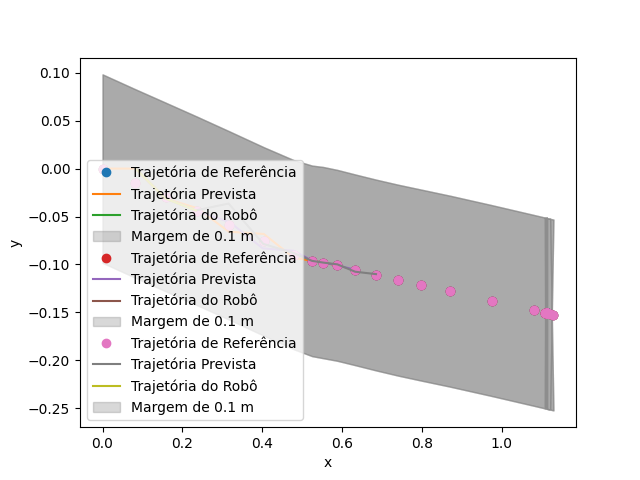 0.10
0.05
0.00
−0.05
−0.10
−0.15
−0.20
−0.25
y
Trajetória de Referência
Trajetória Prevista
Trajetória do Robô
Margem de 0.1 m
Trajetória de Referência
Trajetória Prevista
Trajetória do Robô
Margem de 0.1 m
Trajetória de Referência
Trajetória Prevista
Trajetória do Robô
Margem de 0.1 m
0.0 0.2 0.4 0.6 0.8 1.0
x